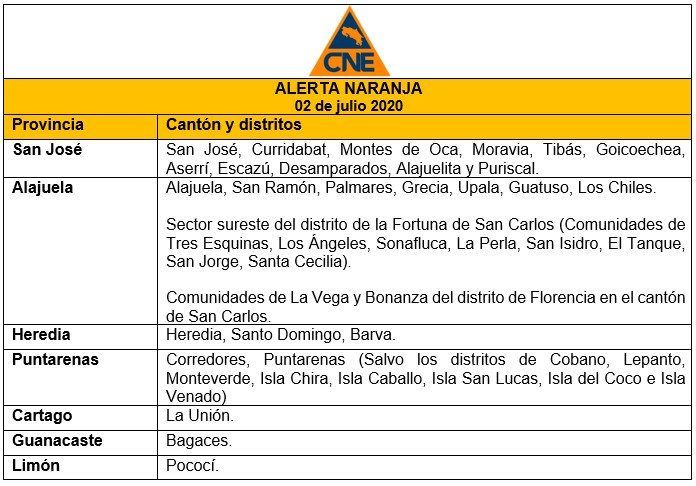 CNE
ALERTA NARANJA
02 de julio 2020
Provincia
Cantón y distritos
San José
San José, Curridabat, Montes de Oca, Moravia, Tibás, Goicoechea,
Aserrí, Escazú, Desamparados, Alajuelita y Puriscal.
Alajuela
Alajuela, San Ramón, Palmares, Grecia, Upala, Guatuso, Los Chiles.
Sector sureste del distrito de la Fortuna de San Carlos (Comunidades de
Tres Esquinas, Los Ángeles, Sonafluca, La Perla, San Isidro, El Tanque,
San Jorge, Santa Cecilia).
Comunidades de La Vega y Bonanza del distrito de Florencia en el cantón
de San Carlos.
Heredia
Heredia, Santo Domingo, Barva.
Puntarenas
Corredores, Puntarenas (Salvo los distritos de Cobano, Lepanto,
Monteverde, Isla Chira, Isla Caballo, Isla San Lucas, Isla del Coco e Isla
Venado)
Cartago
La Unión.
Guanacaste
Bagaces.
Limón
Pococí.